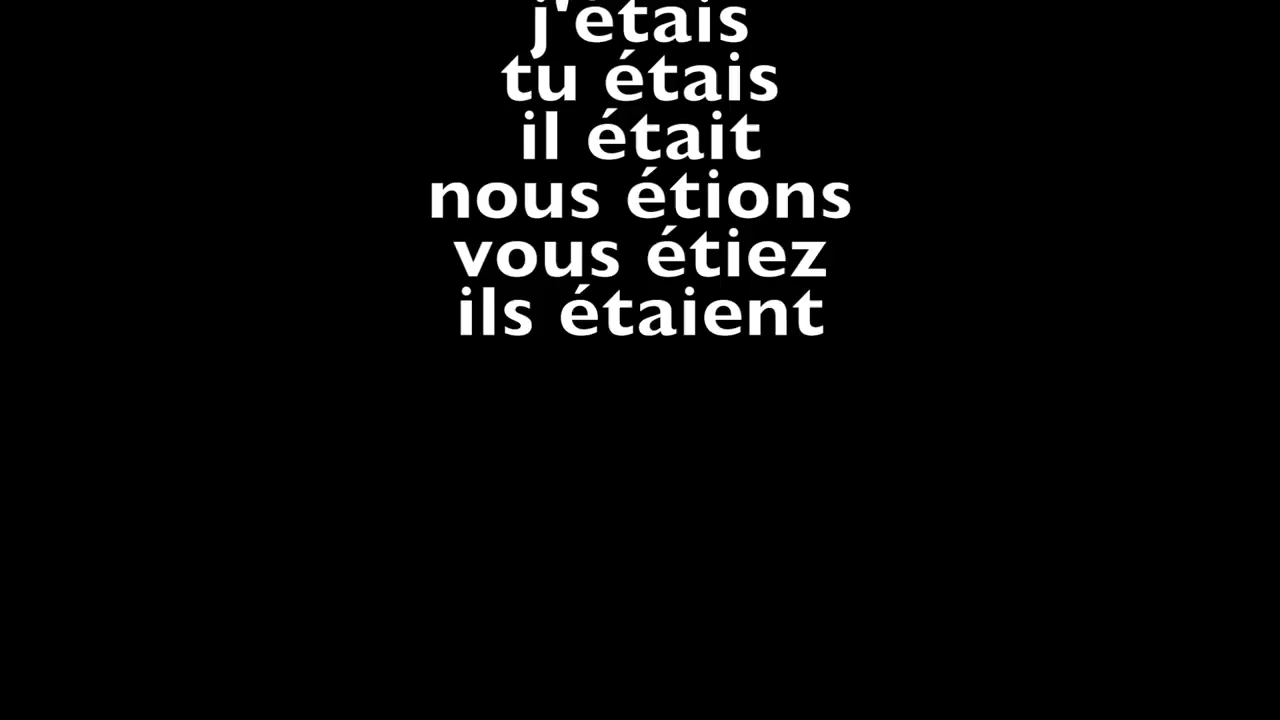 j'étais
tu étais
il était
nous étions
vous étiez
ils étaient